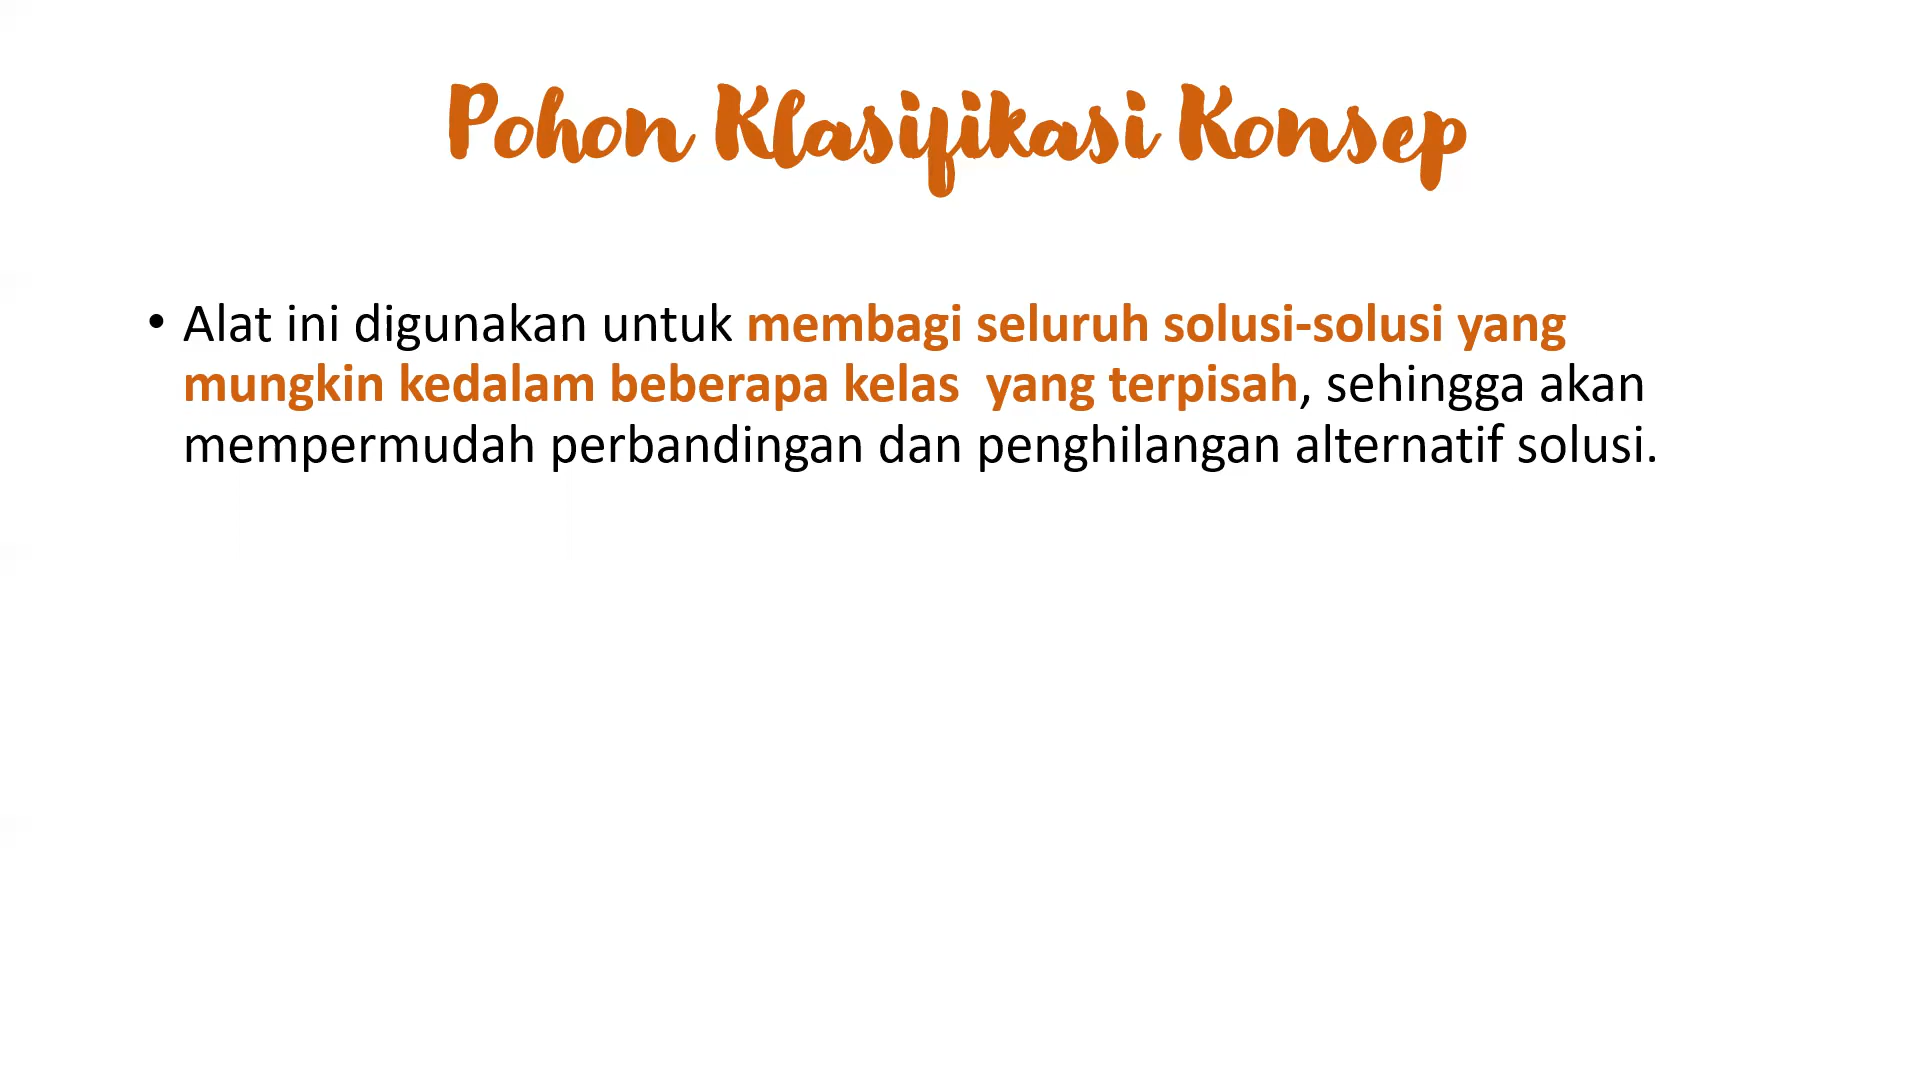 Pohon Klasifikasi Konsep
• Alat ini digunakan untuk membagi seluruh solusi-solusi yang
mungkin kedalam beberapa kelas  yang terpisah, sehingga akan
mempermudah perbandingan dan penghilangan alternatif solusi.